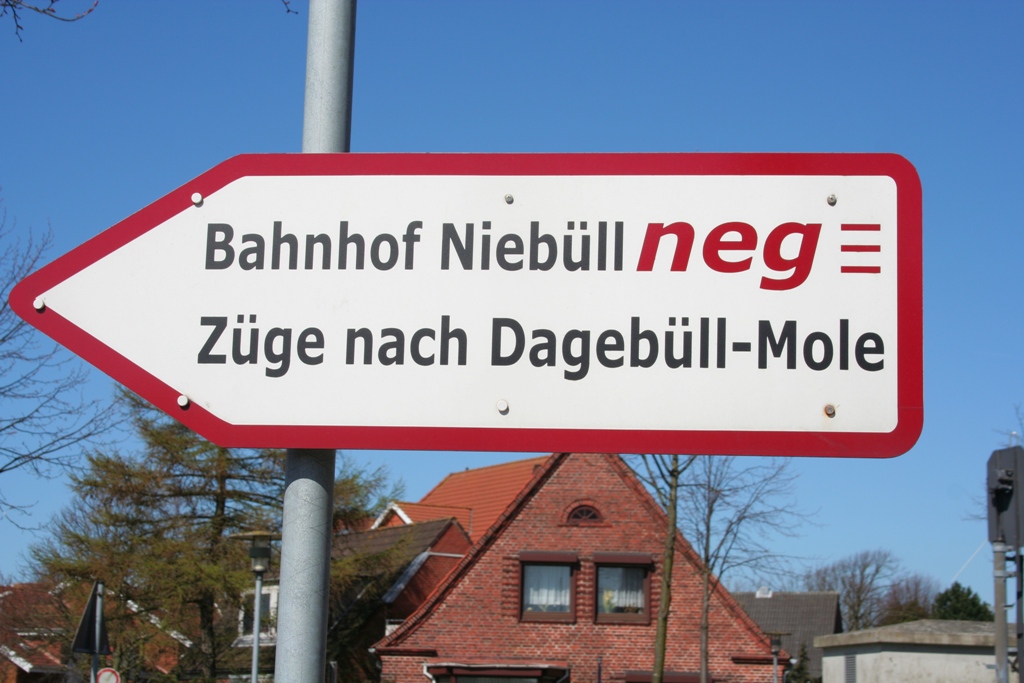 Bahnhof Niebüll neg
Züge nach Dagebüll-Mole